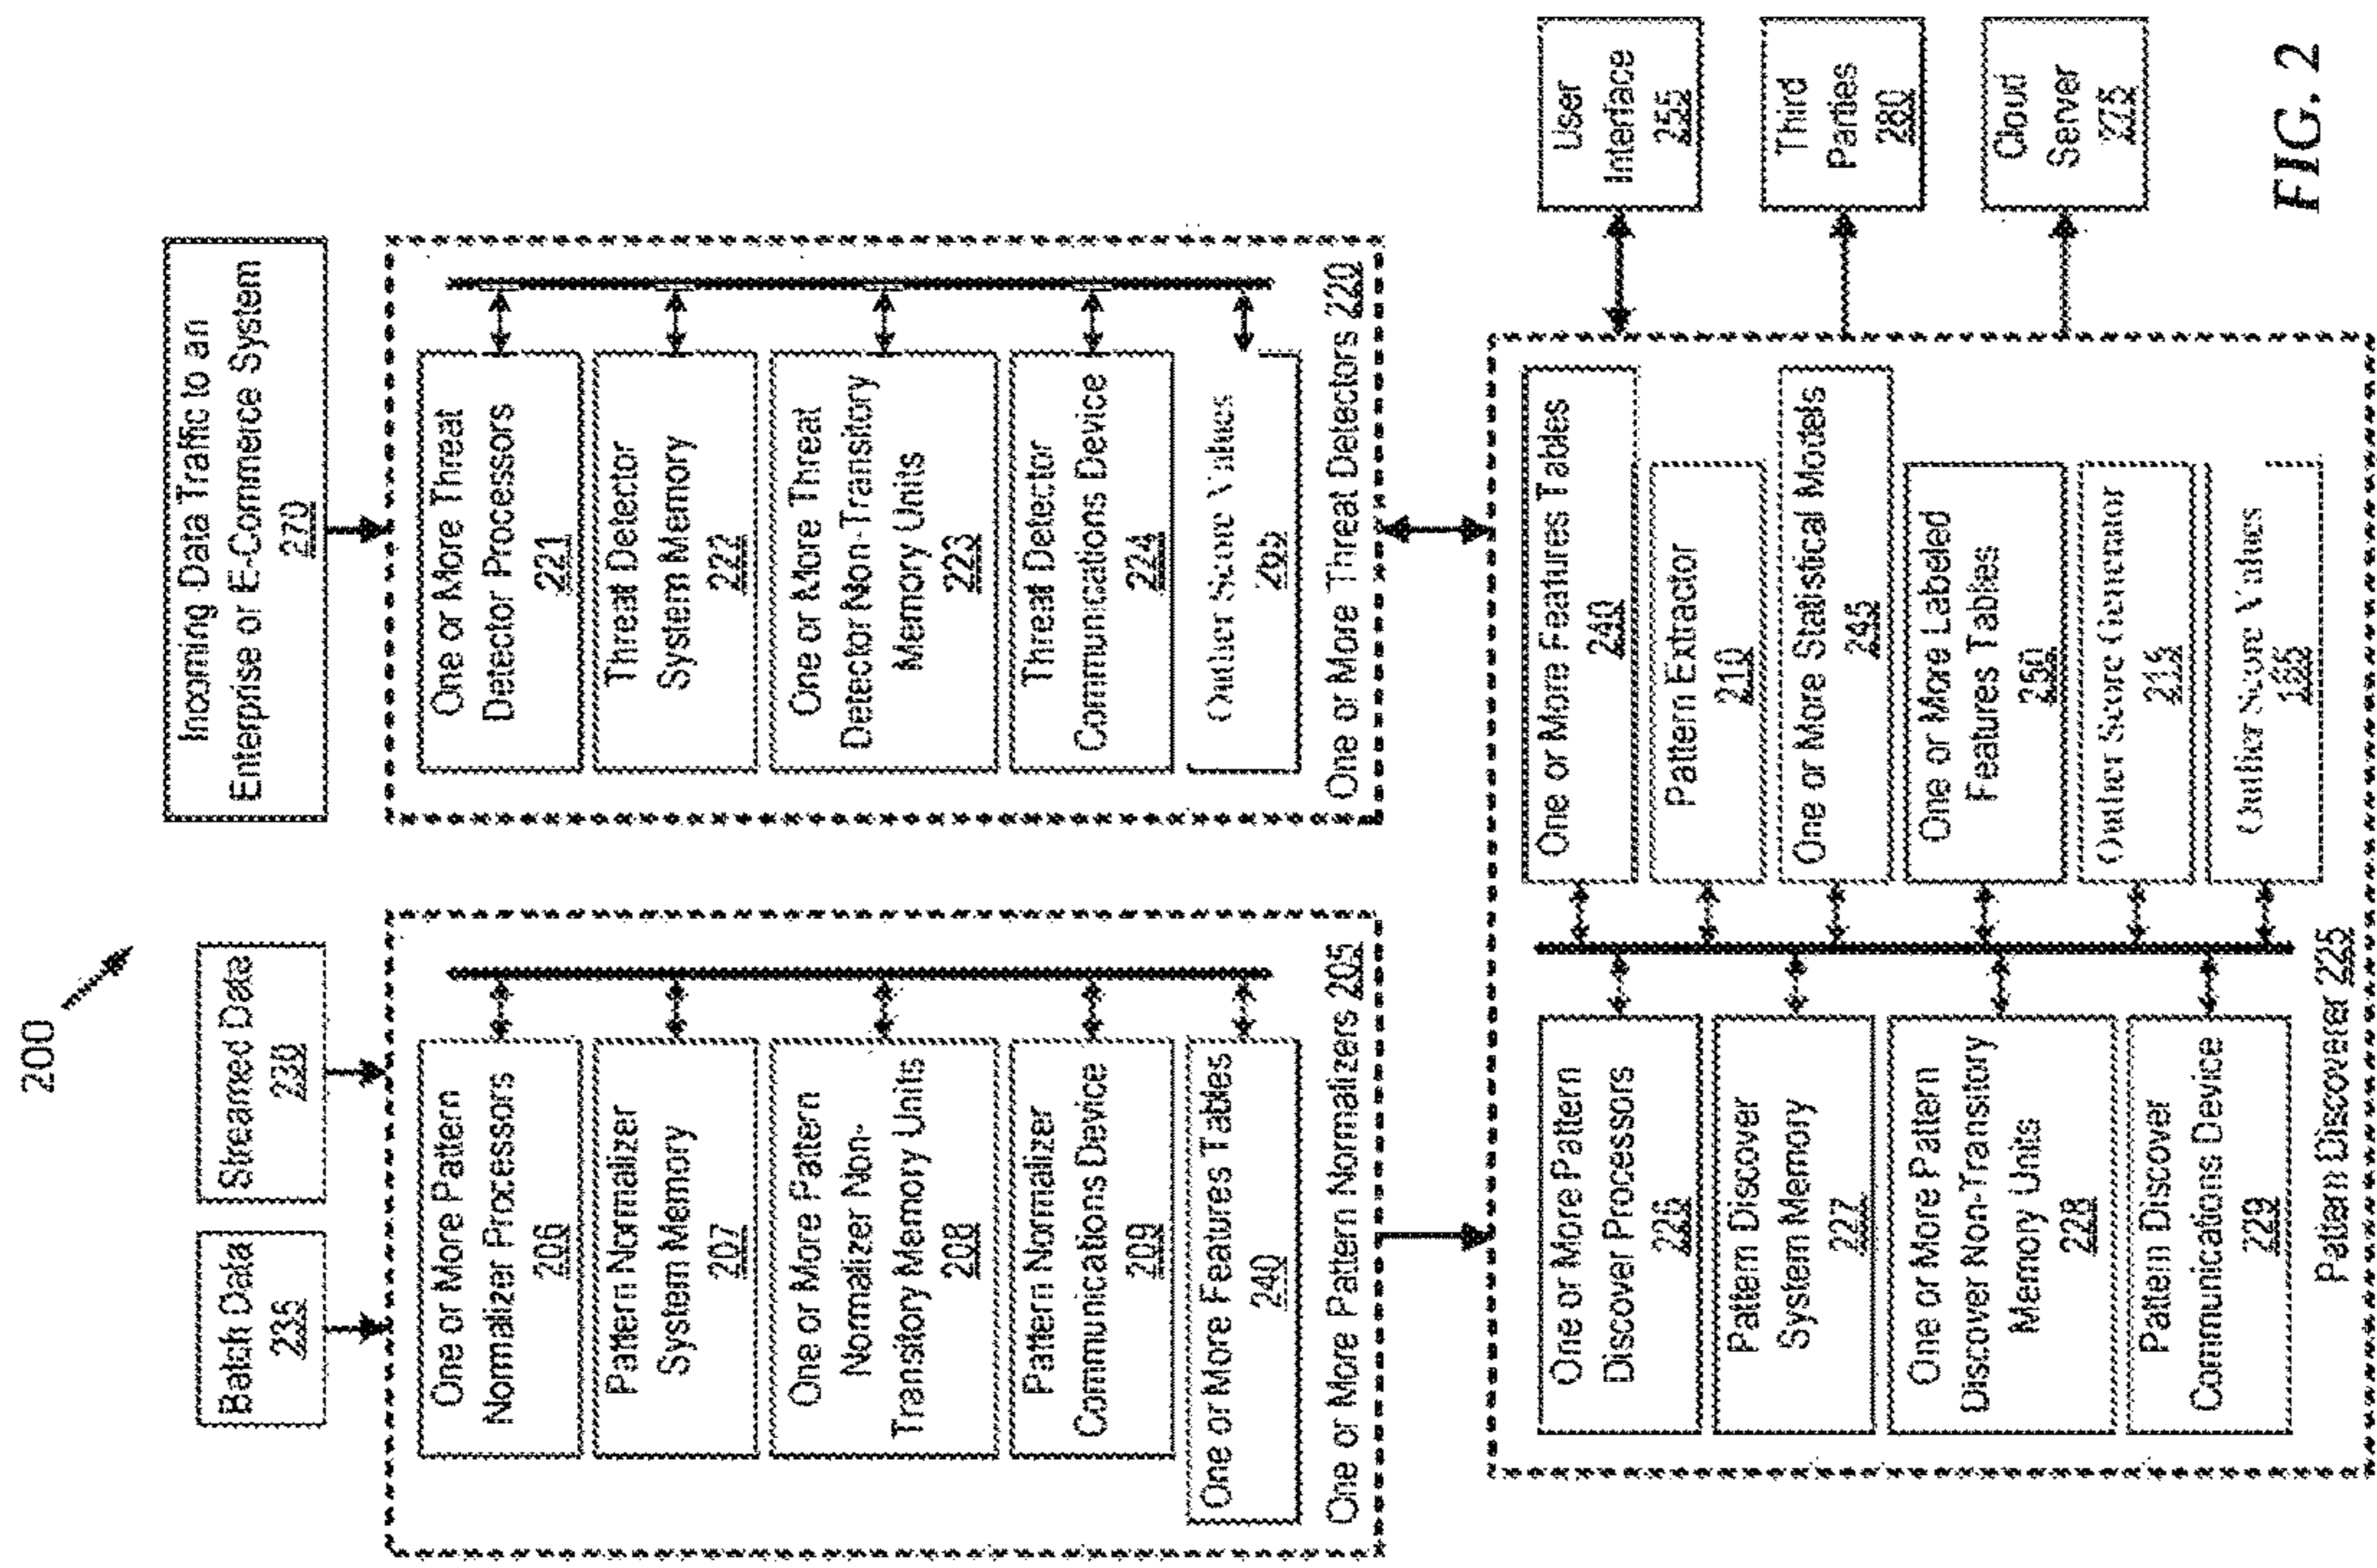 200
Batch Data
235
Streamed Date
230
Incoming Data Traffic to an
Enterprise or E-Commerce System
270
One or More Pattern
Normalizer Processors
206
Pattern Normalizer
System Memory
207
One or More Pattern
Normalizer Non-
Transitory Memory Units
208
Pattern Normalizer
Communications Device
209
One or More Features Tables
240
One or More Pattern Normalizers 205
One or More Threat
Detector Processors
221
Threat Detector
System Memory
222
One or More Threat
Detector Non-Transitory
Memory Units
223
Threat Detector
Communications Device
224
Outlier Score Values
265
One or More Threat Detectors 220
One or More Pattern
Discover Processors
226
Pattern Discover
System Memory
227
One or More Pattern
Discover Non-Transitory
Memory Units
228
Pattern Discover
Communications Device
229
One or More Features Tables
240
Pattern Extractor
210
One or More Statistical Models
245
One or More Labeled
Features Tables
250
Outlier Score Generator
215
Outlier Score Values
165
Pattern Discoverer 225
User
Interface
255
Third
Parties
280
Cloud
Server
275
FIG. 2